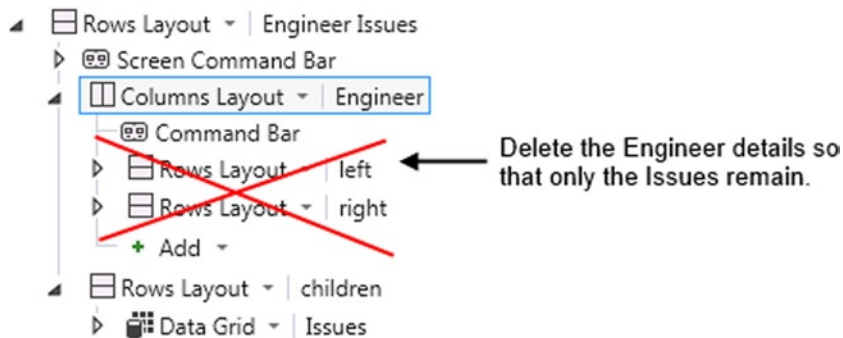 Rows Layout | Engineer Issues
Screen Command Bar
Columns Layout | Engineer
Command Bar
Rows Layout | left
Rows Layout | right
+ Add
Rows Layout | children
Data Grid | Issues
Delete the Engineer details so
that only the Issues remain.